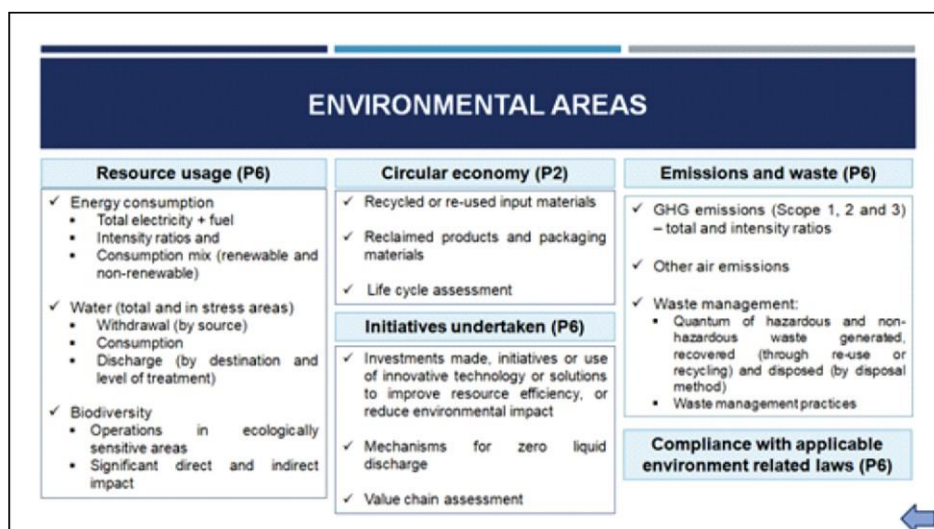 ENVIRONMENTAL AREAS
Resource usage (P6)
✓ Energy consumption
▪ Total electricity + fuel
▪ Intensity ratios and
▪ Consumption mix (renewable and
non-renewable)
✓ Water (total and in stress areas)
▪ Withdrawal (by source)
▪ Consumption
▪ Discharge (by destination and
level of treatment)
✓ Biodiversity
▪ Operations in ecologically
sensitive areas
▪ Significant direct and indirect
impact
Circular economy (P2)
✓ Recycled or re-used input materials
✓ Reclaimed products and packaging
materials
✓ Life cycle assessment
Initiatives undertaken (P6)
✓ Investments made, initiatives or use
of innovative technology or solutions
to improve resource efficiency, or
reduce environmental impact
✓ Mechanisms for zero liquid
discharge
✓ Value chain assessment
Emissions and waste (P6)
✓ GHG emissions (Scope 1, 2 and 3)
– total and intensity ratios
✓ Other air emissions
✓ Waste management:
▪ Quantum of hazardous and non-
hazardous waste generated,
recovered (through re-use or
recycling) and disposed (by disposal
method)
▪ Waste management practices
Compliance with applicable
environment related laws (P6)